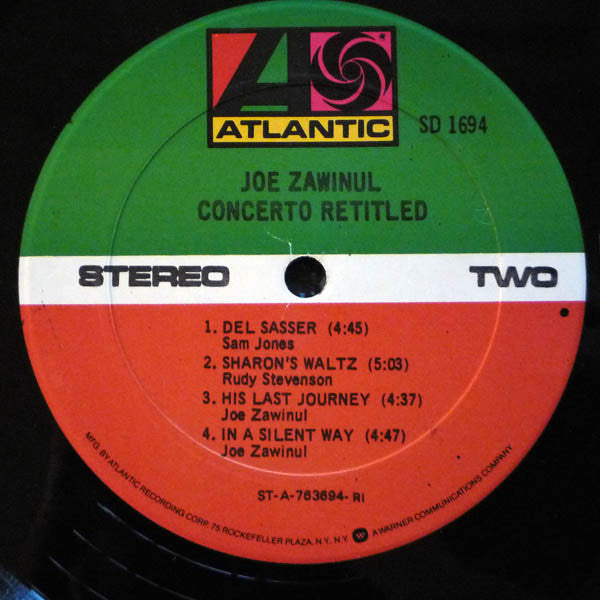 ATLANTIC
SD 1694
JOE ZAWINUL
CONCERTO RETITLED
STEREO
TWO
1. DEL SASSER (4:45)
Sam Jones
2. SHARON'S WALTZ (5:03)
Rudy Stevenson
3. HIS LAST JOURNEY (4:37)
Joe Zawinul
4. IN A SILENT WAY (4:47)
Joe Zawinul
ST-A-763694-RI
MFG. BY ATLANTIC RECORDING CORP. 75 ROCKEFELLER PLAZA, N.Y. N.Y. A WARNER COMMUNICATIONS COMPANY